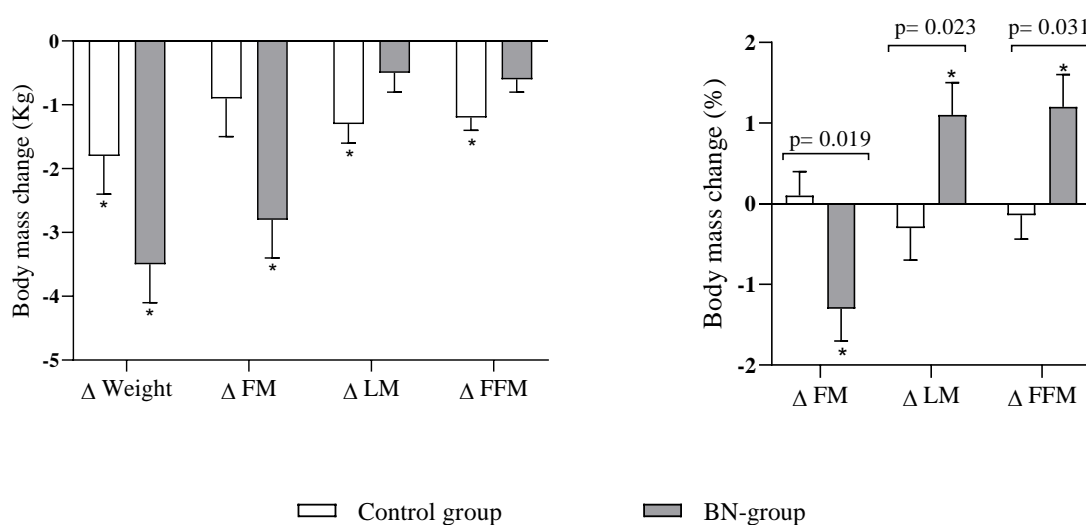 Body mass change (Kg)
0
-1
-2
-3
-4
-5
*
*
*
*
*
Δ Weight
Δ FM
Δ LM
Δ FFM
Body mass change (%)
2
1
0
-1
-2
p= 0.019
p= 0.023
p= 0.031
*
*
*
Δ FM
Δ LM
Δ FFM
Control group
BN-group